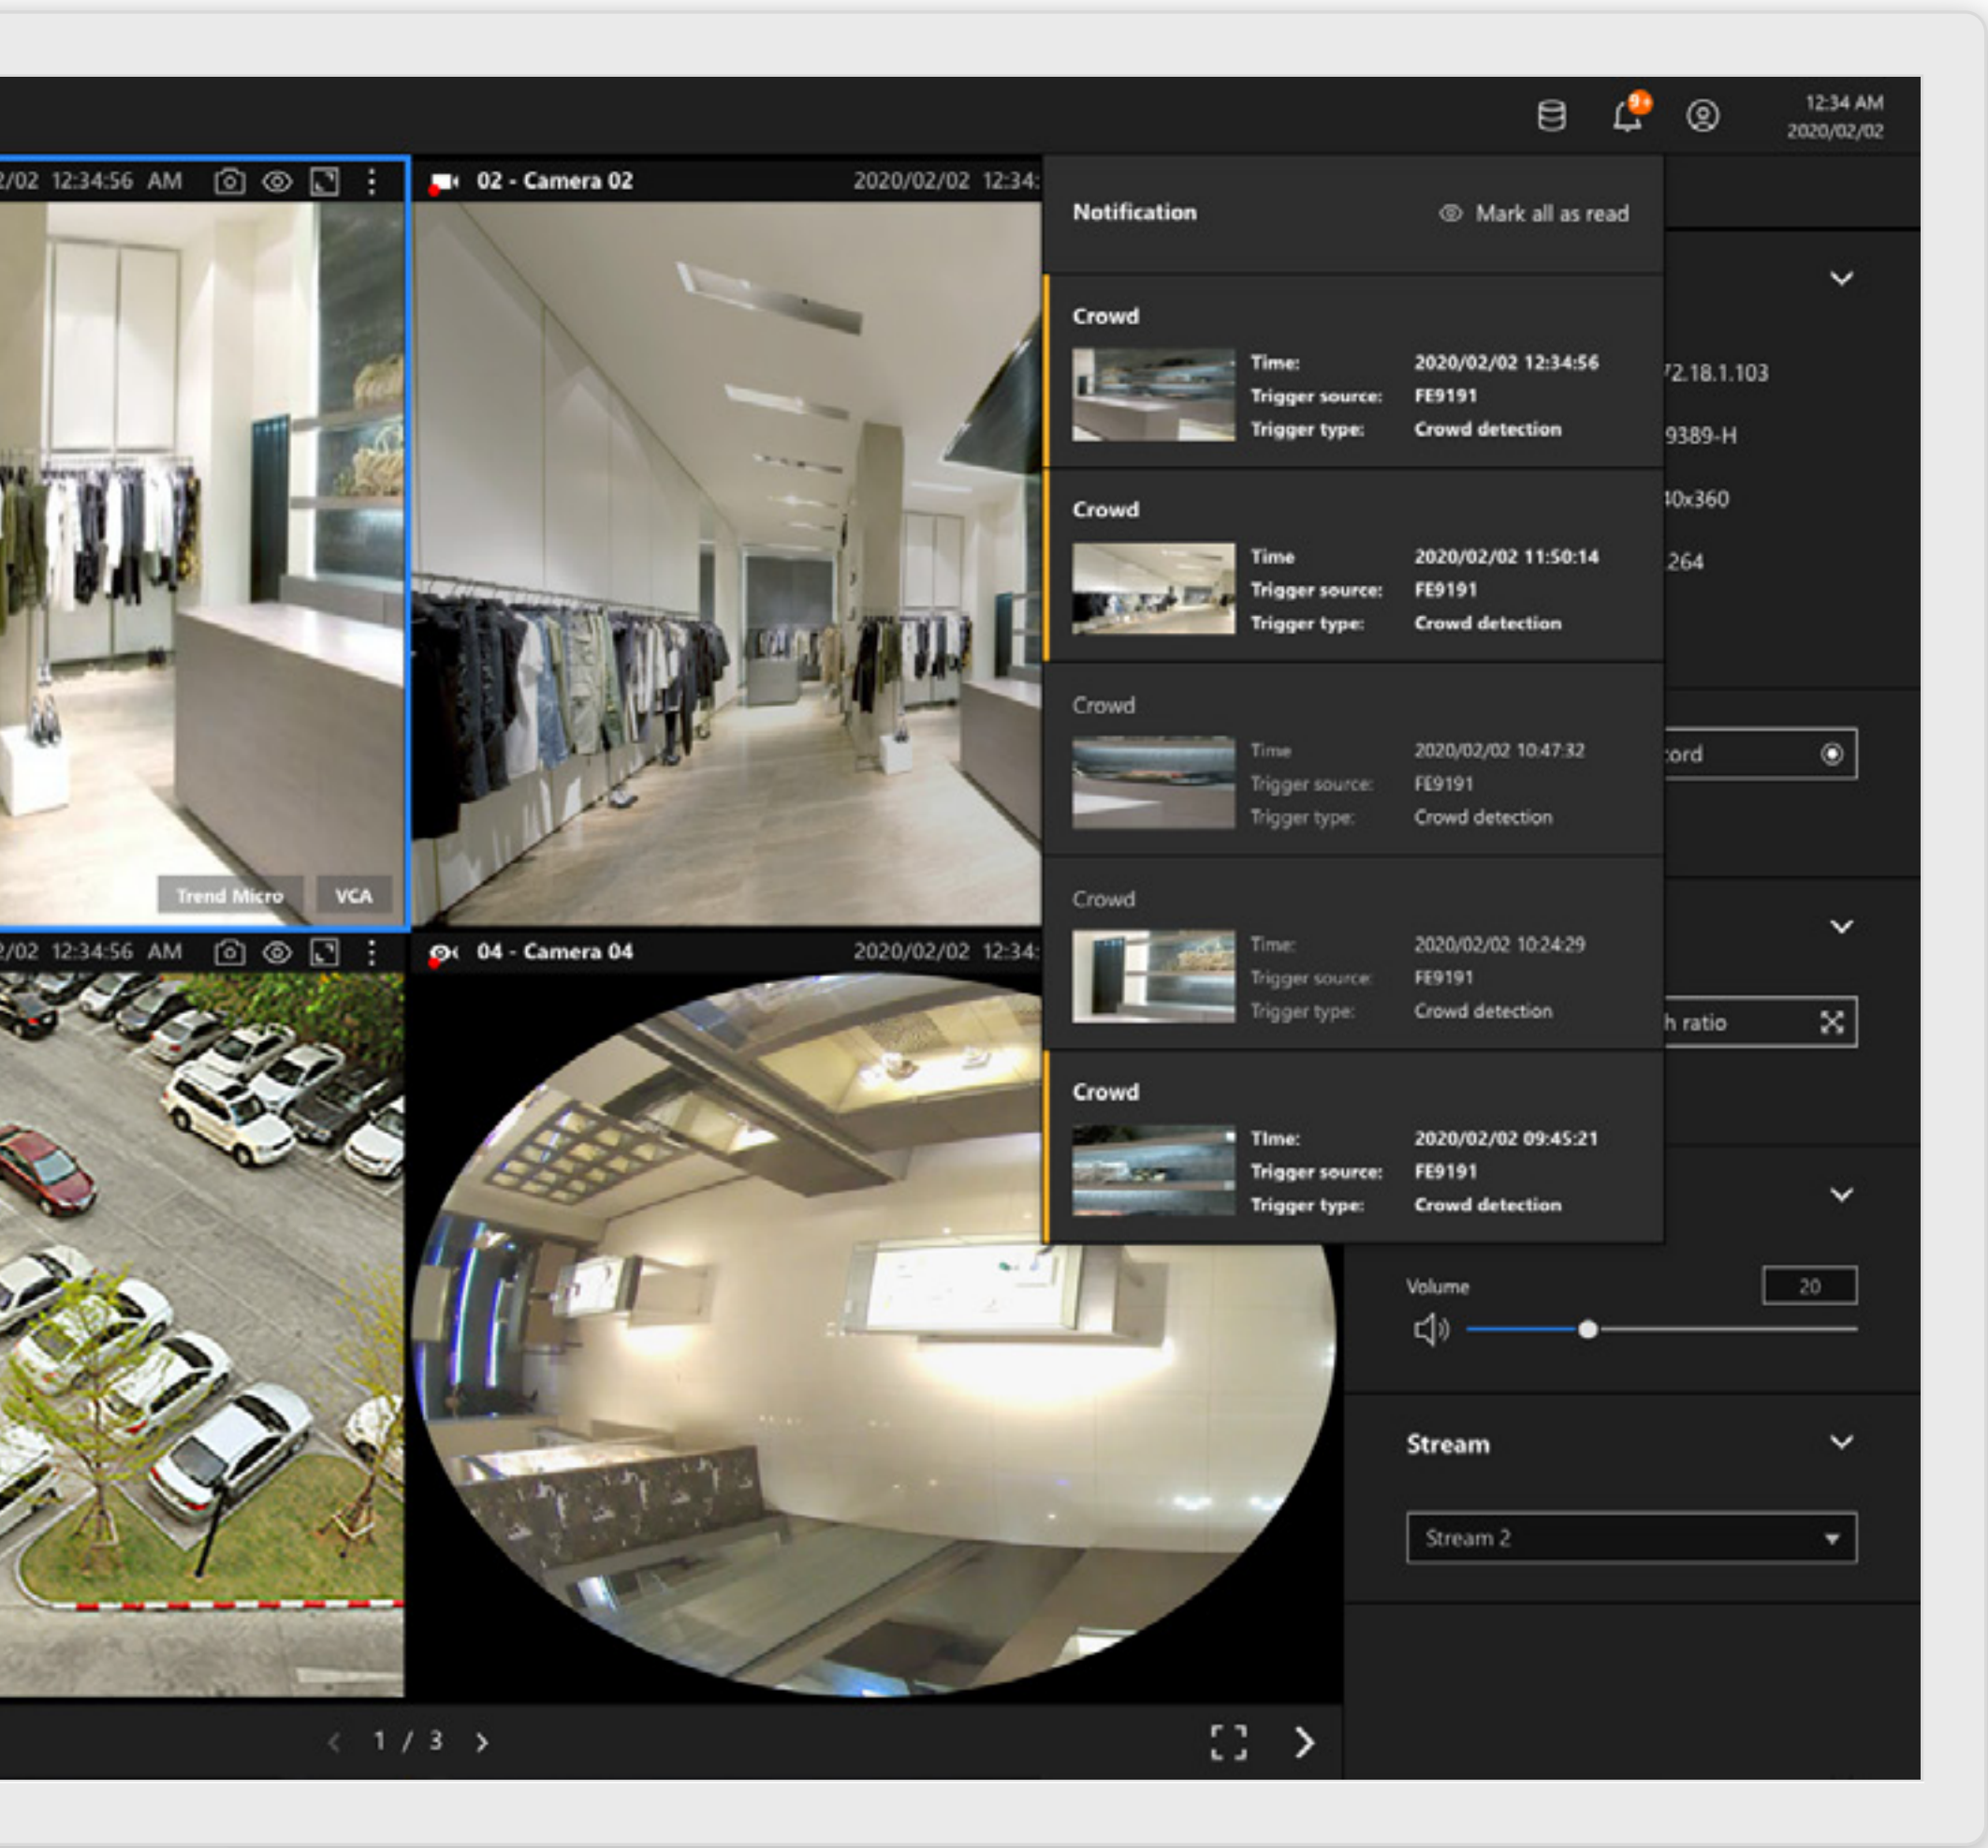 9+
12:34 AM
2020/02/02
2/02 12:34:56 AM
02 - Camera 02
2020/02/02 12:34:
Trend Micro
VCA
2/02 12:34:56 AM
04 - Camera 04
2020/02/02 12:34:
Notification
Mark all as read
Crowd
Time: 2020/02/02 12:34:56
Trigger source: FE9191
Trigger type: Crowd detection
Crowd
Time 2020/02/02 11:50:14
Trigger source: FE9191
Trigger type: Crowd detection
Crowd
Time 2020/02/02 10:47:32
Trigger source: FE9191
Trigger type: Crowd detection
Crowd
Time: 2020/02/02 10:24:29
Trigger source: FE9191
Trigger type: Crowd detection
Crowd
TIme: 2020/02/02 09:45:21
Trigger source: FE9191
Trigger type: Crowd detection
72.18.1.103
9389-H
40x360
.264
cord
h ratio
Volume
20
Stream
Stream 2
1 / 3